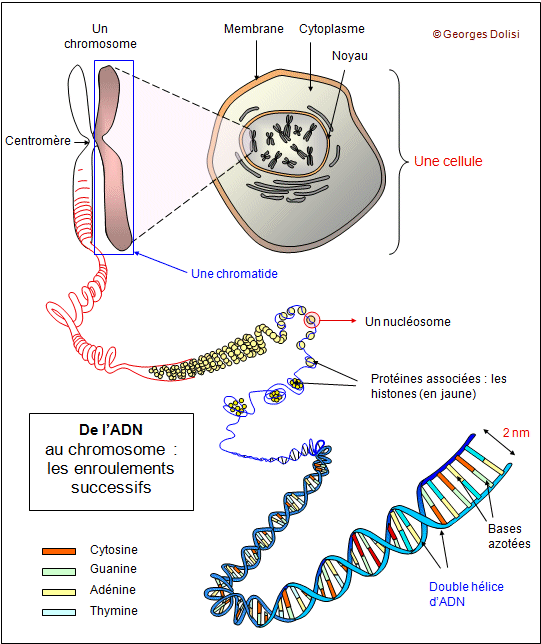 Un
chromosome
Membrane
Cytoplasme
© Georges Dolisi
Noyau
Centromère
Une cellule
Une chromatide
Un nucléosome
Protéines associées : les
histones (en jaune)
De l'ADN
au chromosome :
les enroulements
successifs
2 nm
Bases
azotées
Double hélice
d'ADN
Cytosine
Guanine
Adénine
Thymine